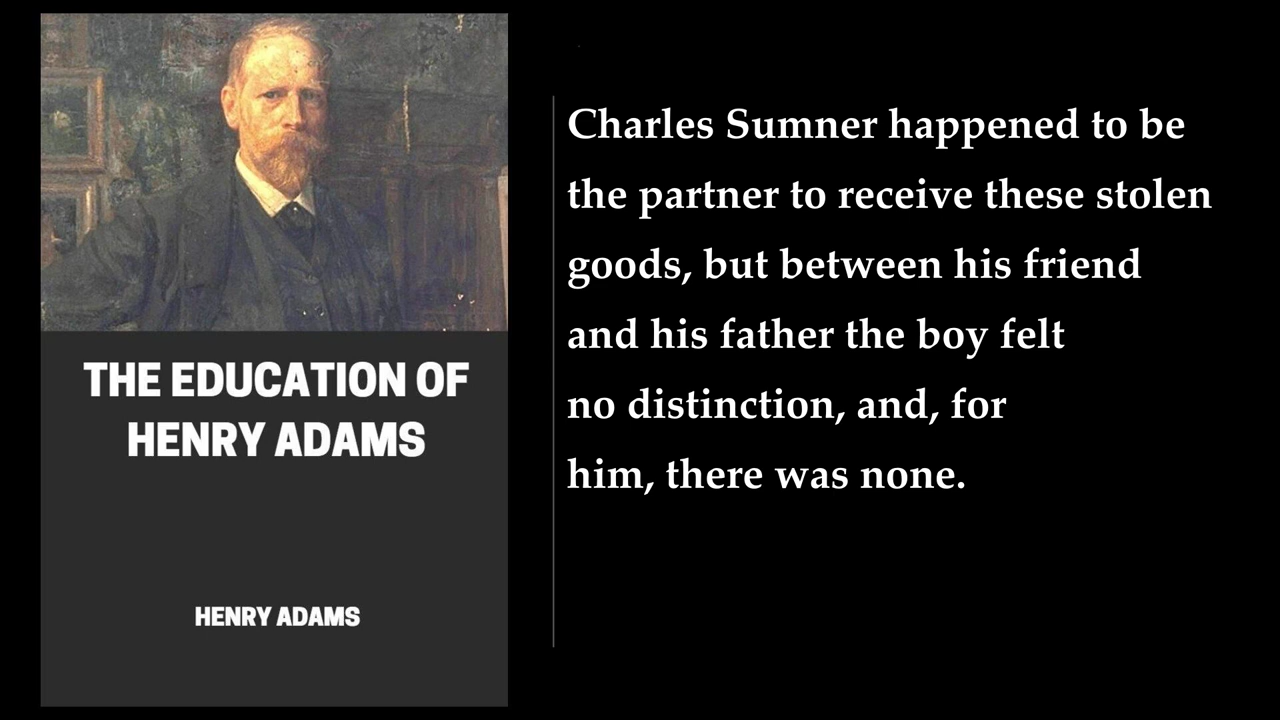 THE EDUCATION OF
HENRY ADAMS
HENRY ADAMS
Charles Sumner happened to be
the partner to receive these stolen
goods, but between his friend
and his father the boy felt
no distinction, and, for
him, there was none.